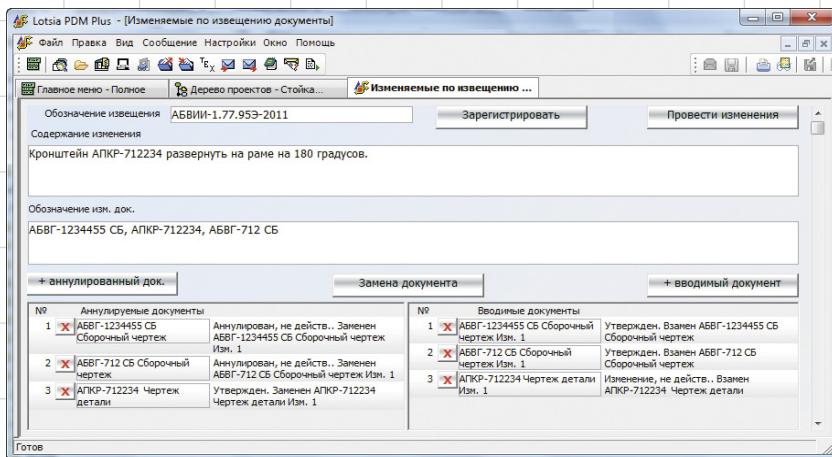 Lotsia PDM Plus - [Изменяемые по извещению документы]
Файл Правка Вид Сообщение Настройки Окно Помощь
Главное меню - Полное
Дерево проектов - Стойка...
Изменяемые по извещению ...
Обозначение извещения
АБВИИ-1.77.95Э-2011
Зарегистрировать
Провести изменения
Содержание изменения
Кронштейн АПКР-712234 развернуть на раме на 180 градусов.
Обозначение изм. док.
АБВГ-1234455 СБ, АПКР-712234, АБВГ-712 СБ
+ аннулированный док.
Замена документа
+ вводимый документ
№ Аннулируемые документы
1 X АБВГ-1234455 СБ
Сборочный чертеж
Аннулирован, не действ.. Заменен
АБВГ-1234455 СБ Сборочный чертеж
Изм. 1
2 X АБВГ-712 СБ Сборочный
чертеж
Аннулирован, не действ.. Заменен
АБВГ-712 СБ Сборочный чертеж Изм. 1
3 X АПКР-712234 Чертеж
детали
Утвержден. Заменен АПКР-712234
Чертеж детали Изм. 1
№ Вводимые документы
1 X АБВГ-1234455 СБ Сборочный
чертеж Изм. 1
Утвержден. Взамен АБВГ-1234455 СБ
Сборочный чертеж
2 X АБВГ-712 СБ Сборочный
чертеж Изм. 1
Утвержден. Взамен АБВГ-712 СБ
Сборочный чертеж
3 X АПКР-712234 Чертеж детали
Изм. 1
Изменение, не действ.. Взамен
АПКР-712234 Чертеж детали
Готов